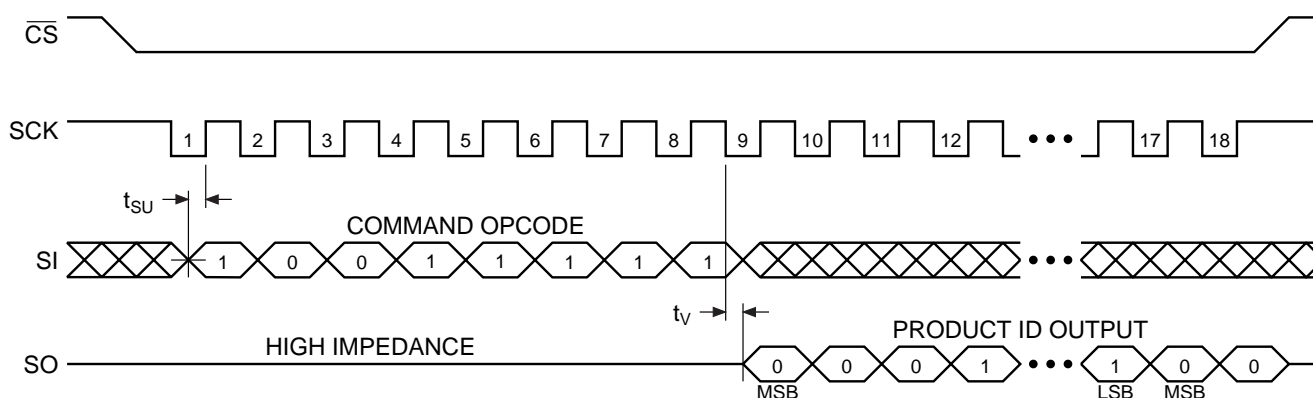 CS
SCK 1 2 3 4 5 6 7 8 9 10 11 12 17 18
tSU
COMMAND OPCODE
SI 1 0 0 1 1 1 1 1
tV
HIGH IMPEDANCE
PRODUCT ID OUTPUT
SO 0 0 0 1 1 0 0
MSB LSB MSB